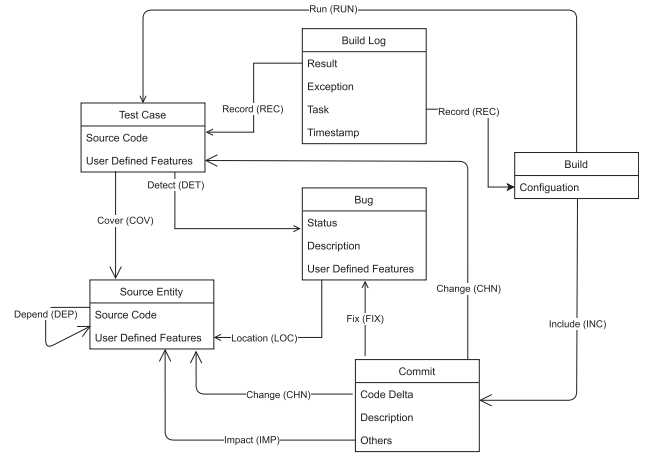 Run (RUN)
Build Log
Result
Exception
Task
Timestamp
Record (REC)
Record (REC)
Test Case
Source Code
User Defined Features
Build
Configuation
Detect (DET)
Cover (COV)
Bug
Status
Description
User Defined Features
Source Entity
Source Code
User Defined Features
Depend (DEP)
Location (LOC)
Fix (FIX)
Change (CHN)
Include (INC)
Commit
Code Delta
Description
Others
Change (CHN)
Impact (IMP)